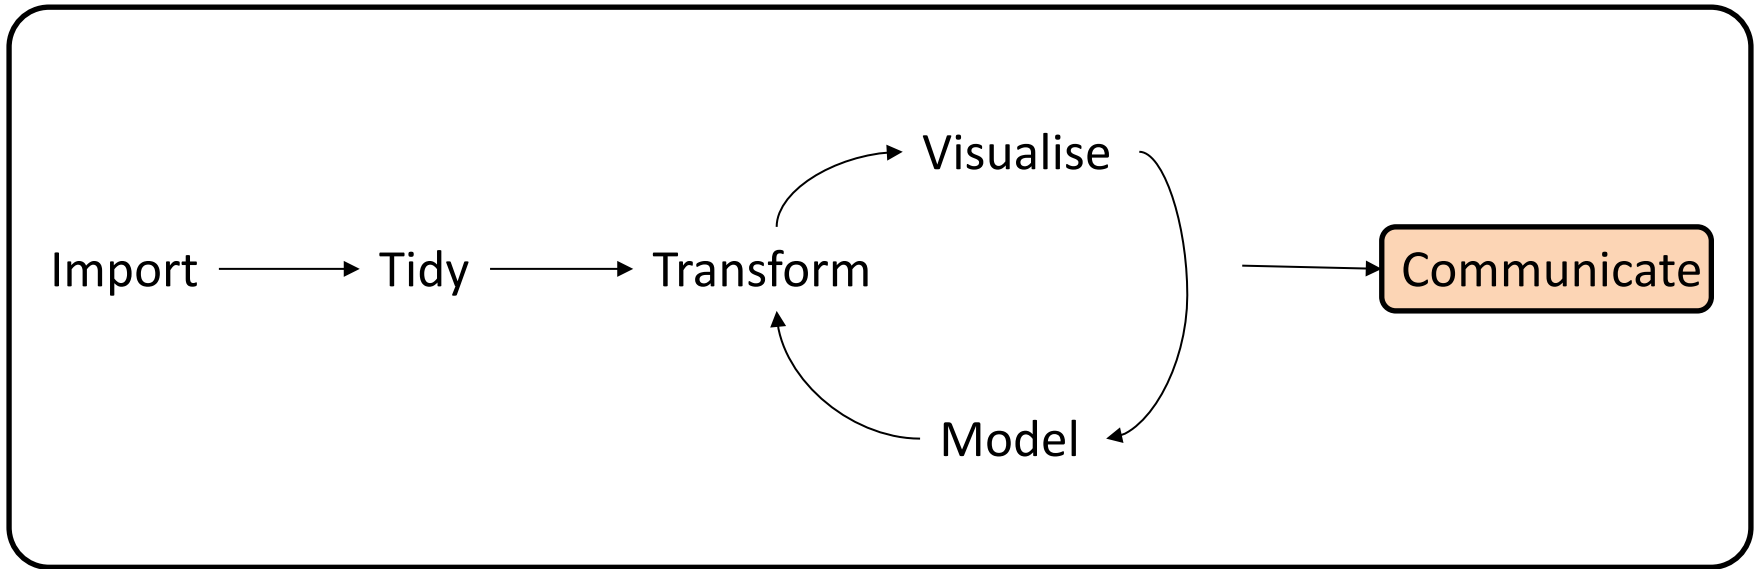 Visualise
Import
Tidy
Transform
Communicate
Model